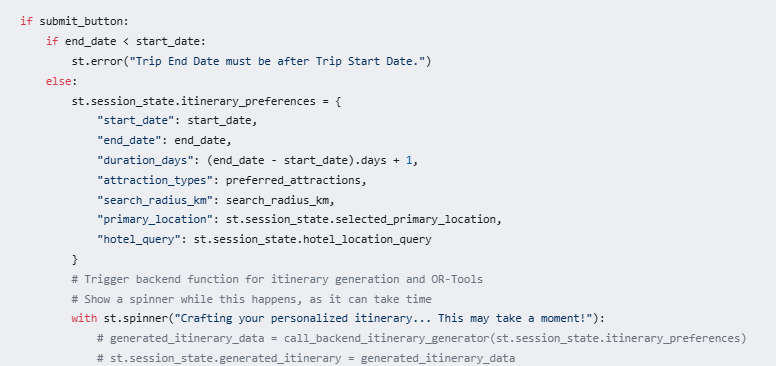 if submit_button:
    if end_date < start_date:
        st.error("Trip End Date must be after Trip Start Date.")
    else:
        st.session_state.itinerary_preferences = {
            "start_date": start_date,
            "end_date": end_date,
            "duration_days": (end_date - start_date).days + 1,
            "attraction_types": preferred_attractions,
            "search_radius_km": search_radius_km,
            "primary_location": st.session_state.selected_primary_location,
            "hotel_query": st.session_state.hotel_location_query
        }
        # Trigger backend function for itinerary generation and OR-Tools
        # Show a spinner while this happens, as it can take time
        with st.spinner("Crafting your personalized itinerary... This may take a moment!"):
            # generated_itinerary_data = call_backend_itinerary_generator(st.session_state.itinerary_preferences)
            # st.session_state.generated_itinerary = generated_itinerary_data